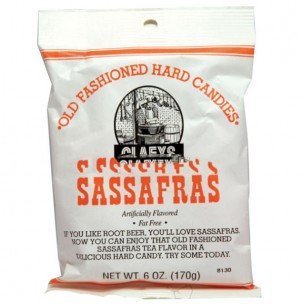 • OLD FASHIONED HARD CANDIES •
CLAEYS
SASSAFRAS
Artificially Flavored
• Fat Free •
IF YOU LIKE ROOT BEER, YOU'LL LOVE SASSAFRAS.
NOW YOU CAN ENJOY THAT OLD FASHIONED
SASSAFRAS TEA FLAVOR IN A
DELICIOUS HARD CANDY. TRY SOME TODAY.
NET WT. 6 OZ. (170g)
8130